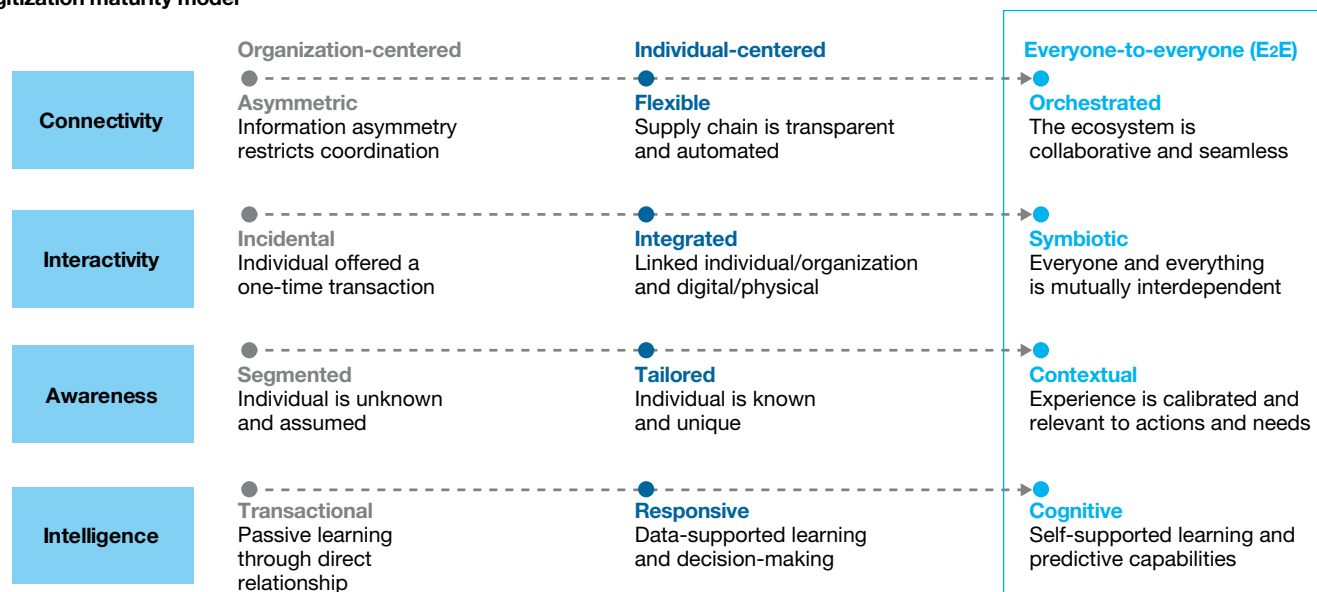 gitization maturity model
Organization-centered
Individual-centered
Everyone-to-everyone (E2E)
Connectivity
Asymmetric
Information asymmetry
restricts coordination
Flexible
Supply chain is transparent
and automated
Orchestrated
The ecosystem is
collaborative and seamless
Interactivity
Incidental
Individual offered a
one-time transaction
Integrated
Linked individual/organization
and digital/physical
Symbiotic
Everyone and everything
is mutually interdependent
Awareness
Segmented
Individual is unknown
and assumed
Tailored
Individual is known
and unique
Contextual
Experience is calibrated and
relevant to actions and needs
Intelligence
Transactional
Passive learning
through direct
relationship
Responsive
Data-supported learning
and decision-making
Cognitive
Self-supported learning and
predictive capabilities